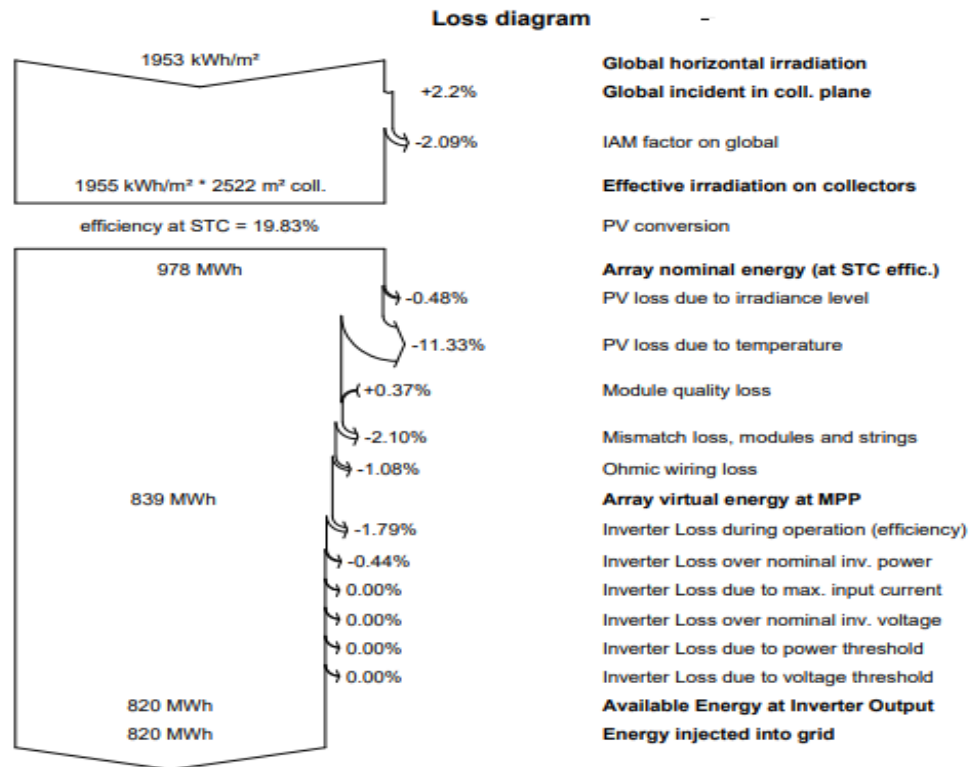 Loss diagram -
1953 kWh/m² Global horizontal irradiation
+2.2% Global incident in coll. plane
-2.09% IAM factor on global
1955 kWh/m² * 2522 m² coll. Effective irradiation on collectors
efficiency at STC = 19.83% PV conversion
978 MWh Array nominal energy (at STC effic.)
-0.48% PV loss due to irradiance level
-11.33% PV loss due to temperature
+0.37% Module quality loss
-2.10% Mismatch loss, modules and strings
-1.08% Ohmic wiring loss
839 MWh Array virtual energy at MPP
-1.79% Inverter Loss during operation (efficiency)
-0.44% Inverter Loss over nominal inv. power
0.00% Inverter Loss due to max. input current
0.00% Inverter Loss over nominal inv. voltage
0.00% Inverter Loss due to power threshold
0.00% Inverter Loss due to voltage threshold
820 MWh Available Energy at Inverter Output
820 MWh Energy injected into grid